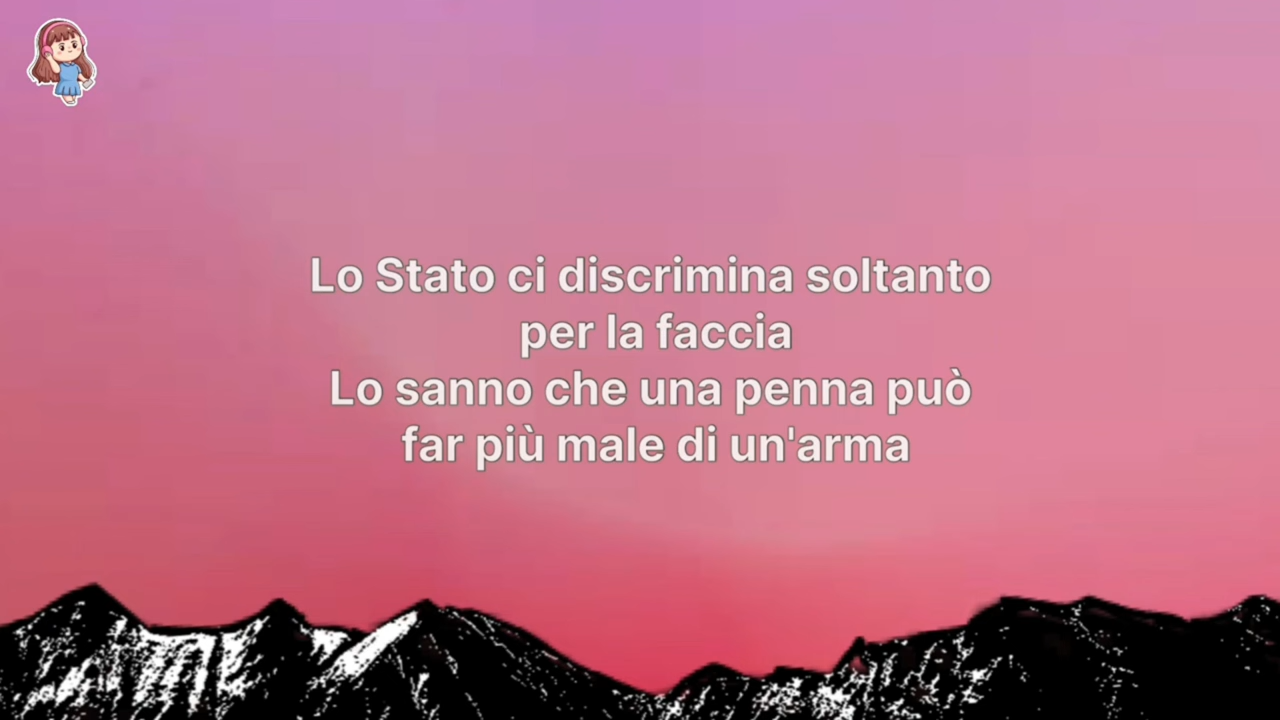 Lo Stato ci discrimina soltanto
per la faccia
Lo sanno che una penna può
far più male di un'arma